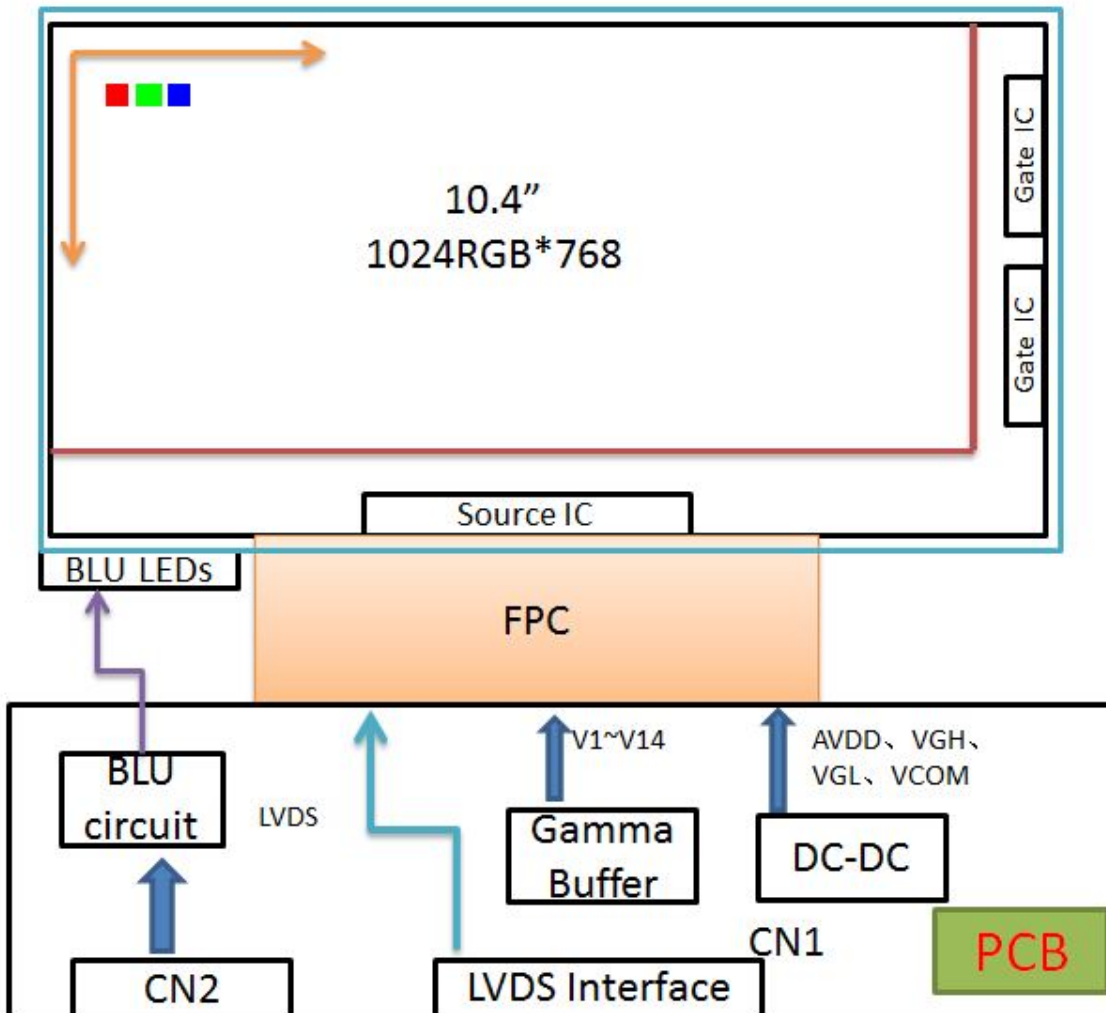 10.4”
1024RGB*768
Gate IC
Gate IC
Source IC
BLU LEDs
FPC
V1~V14
AVDD、VGH、
VGL、VCOM
BLU
circuit
LVDS
Gamma
Buffer
DC-DC
CN1
PCB
CN2
LVDS Interface